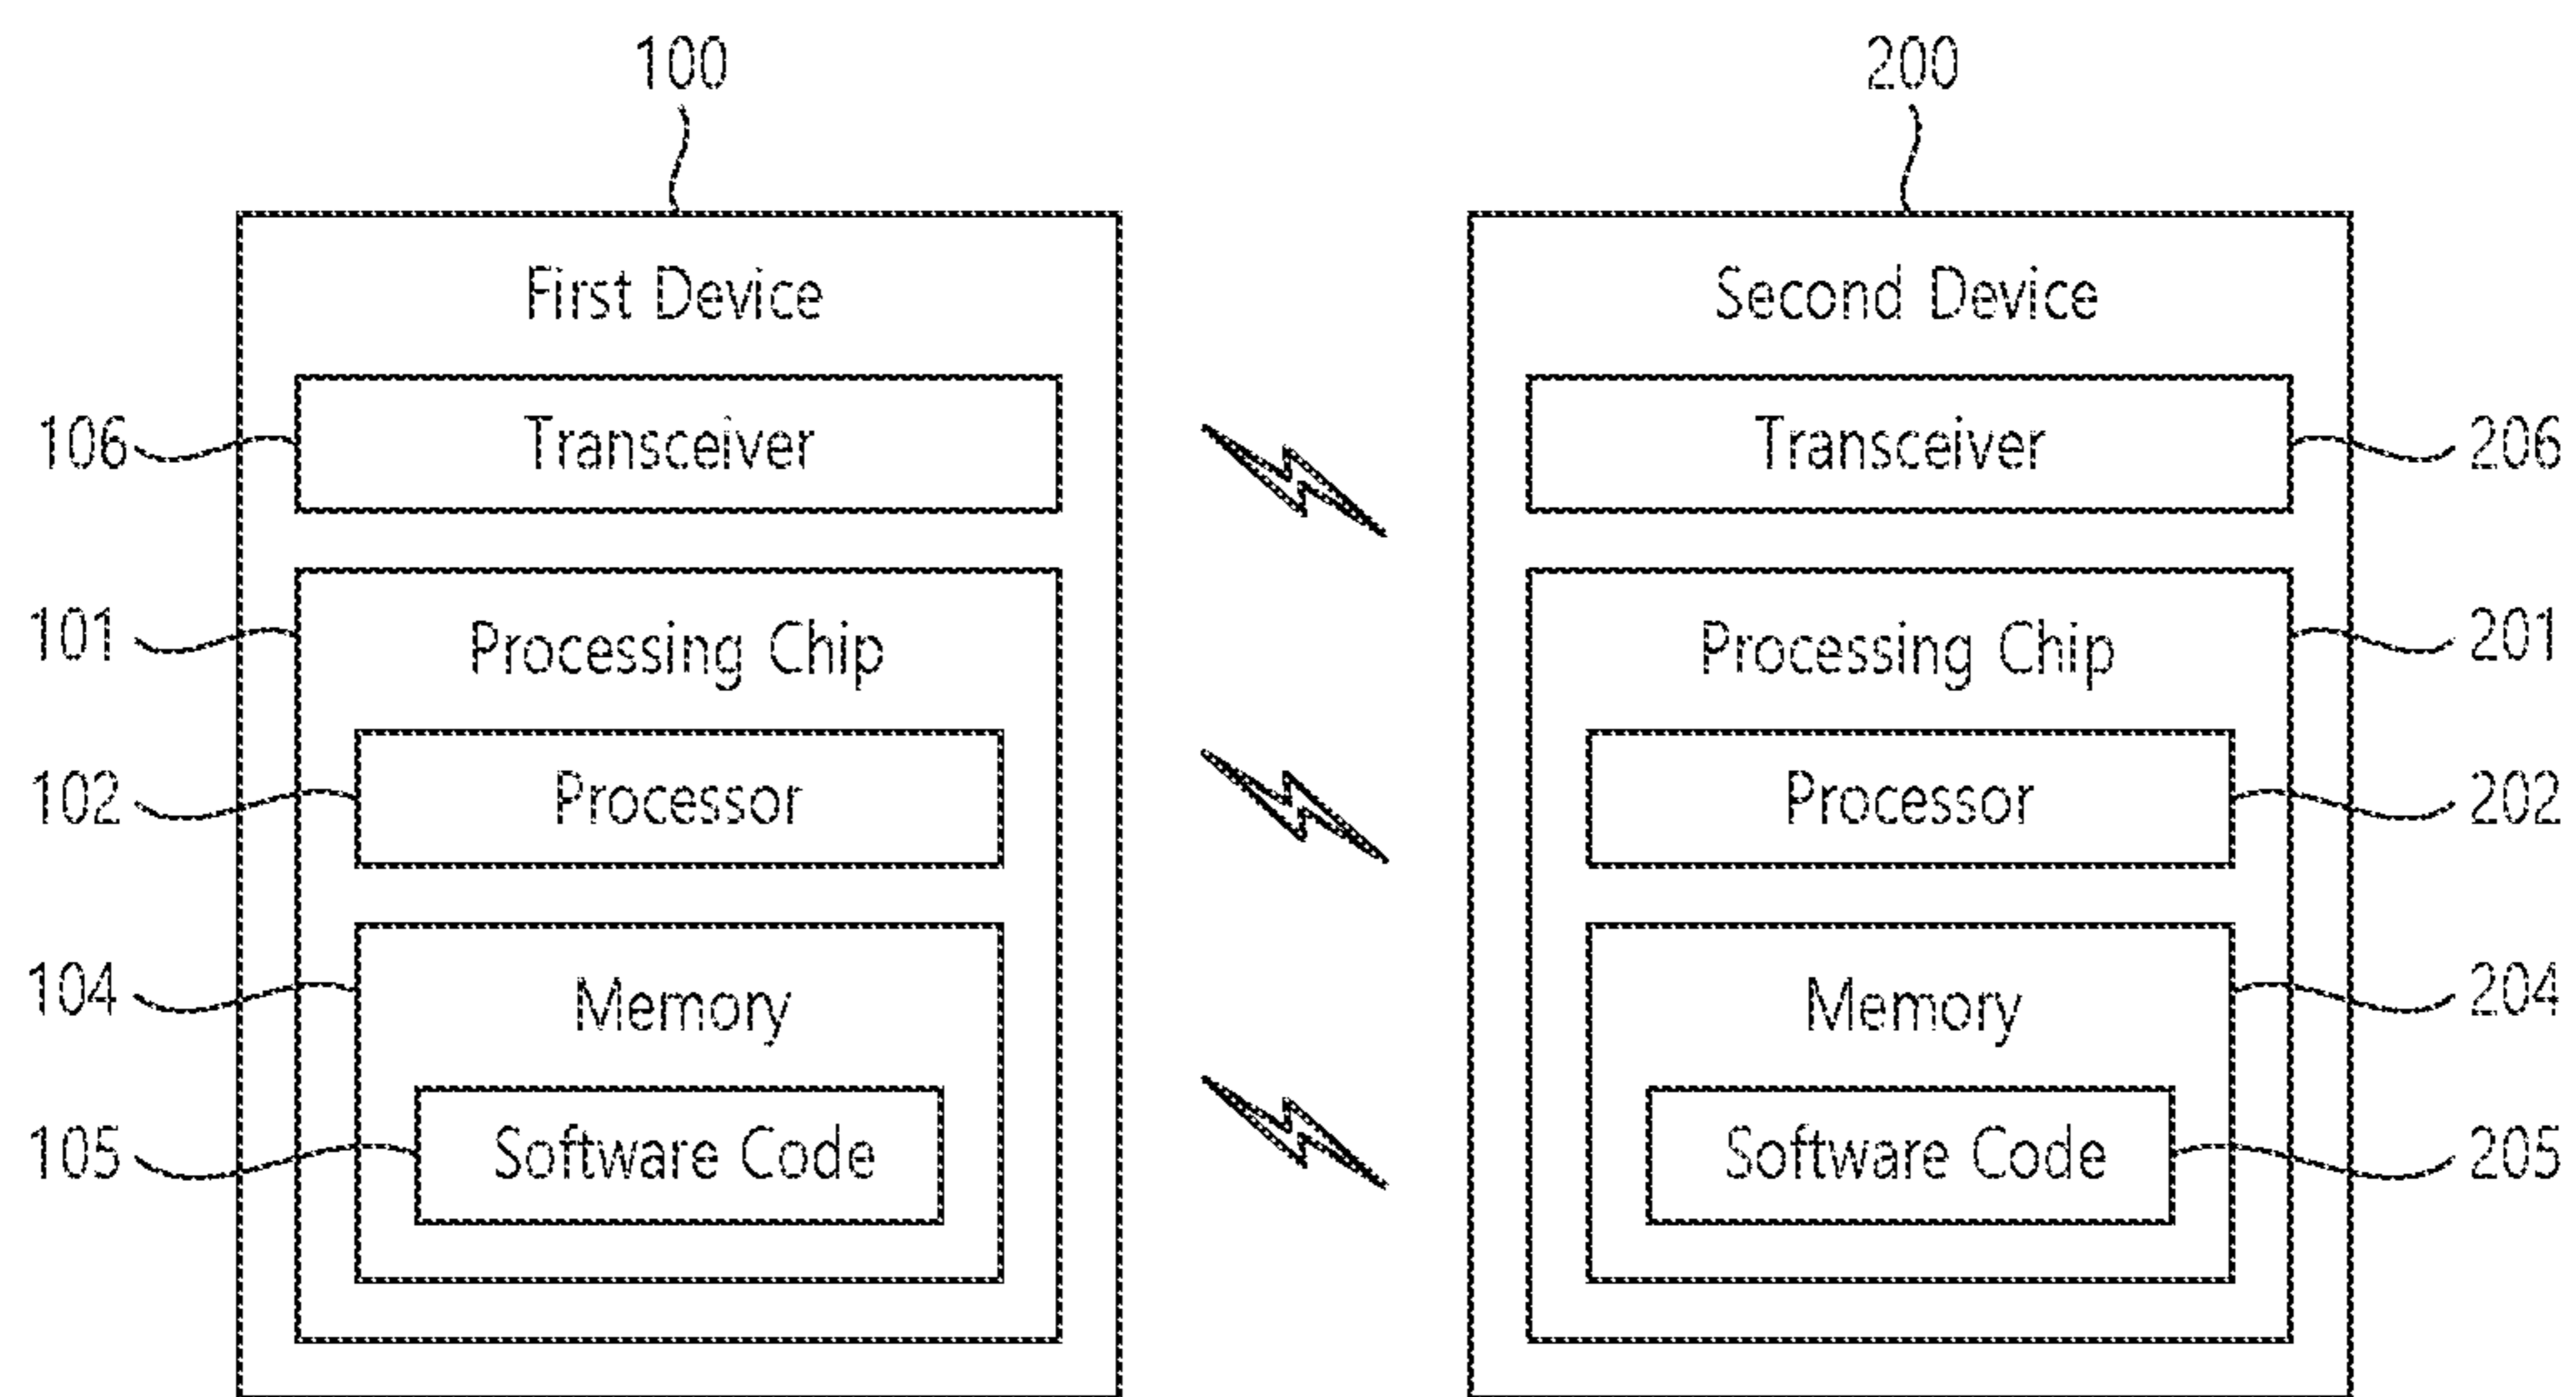 100
First Device
106
Transceiver
101
Processing Chip
102
Processor
104
Memory
105
Software Code
200
Second Device
Transceiver
206
Processing Chip
201
Processor
202
Memory
204
Software Code
205